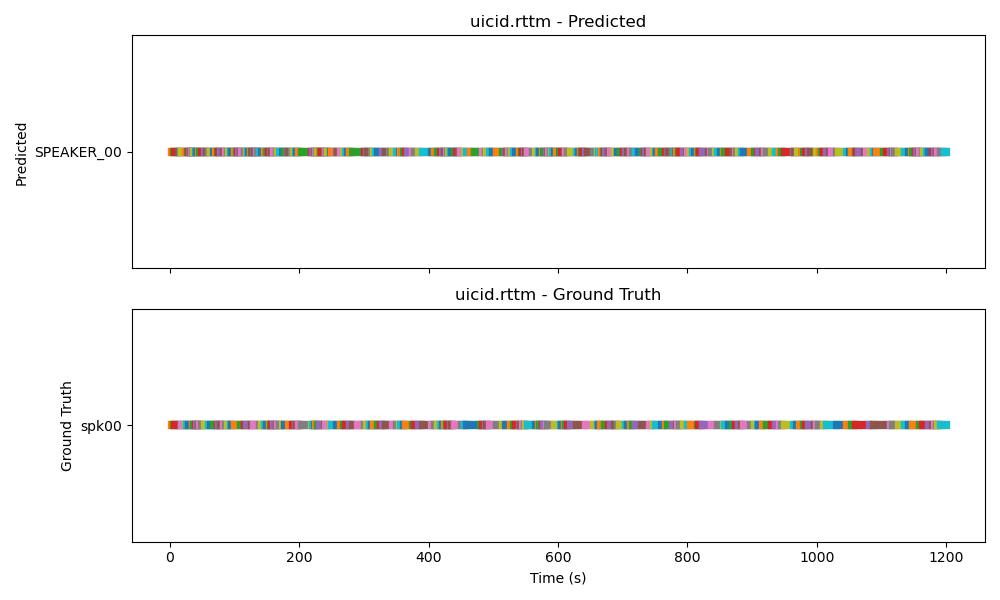 uicid.rttm - Predicted
Predicted
SPEAKER_00
uicid.rttm - Ground Truth
Ground Truth
spk00
0 200 400 600 800 1000 1200
Time (s)